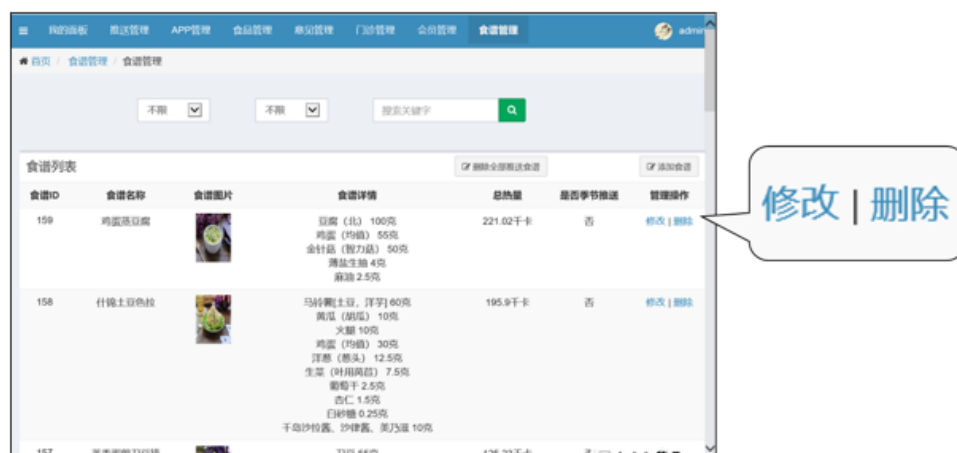 我的面板 推送管理 APP管理 食品管理 意见管理 门诊管理 会员管理 食谱管理 admin
首页 / 食谱管理 / 食谱管理
不限 不限 搜索关键字
食谱列表 删除全部推送食谱 添加食谱
食谱ID 食谱名称 食谱图片 食谱详情 总热量 是否季节推送 管理操作
159 鸡蛋蒸豆腐 豆腐（北） 100克 221.02千卡 否 修改 | 删除
鸡蛋（均值） 55克
金针菇（智力菇） 50克
薄盐生抽 4克
麻油 2.5克
修改 | 删除
158 什锦土豆色拉 马铃薯[土豆，洋芋] 60克 195.9千卡 否 修改 | 删除
黄瓜（胡瓜） 10克
火腿 10克
鸡蛋（均值） 30克
洋葱（葱头） 12.5克
生菜（叶用莴苣） 7.5克
葡萄干 2.5克
杏仁 1.5克
白砂糖 0.25克
千岛沙拉酱、沙律酱、美乃滋 10克
157